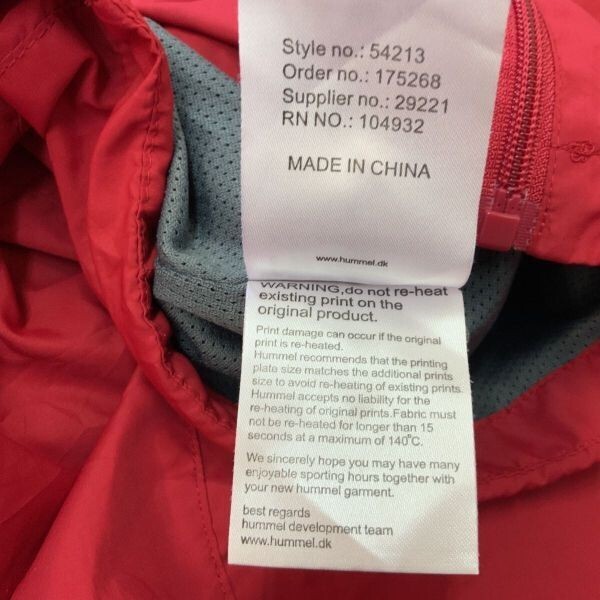 Style no.: 54213
Order no.: 175268
Supplier no.: 29221
RN NO.: 104932
MADE IN CHINA
www.hummel.dk
WARNING,do not re-heat
existing print on the
original product.
Print damage can occur if the original
print is re-heated.
Hummel recommends that the printing
plate size matches the additional prints
size to avoid re-heating of existing prints.
Hummel accepts no liability for the
re-heating of original prints.Fabric must
not be re-heated for longer than 15
seconds at a maximum of 140°C.
We sincerely hope you may have many
enjoyable sporting hours together with
your new hummel garment.
best regards
hummel development team
www.hummel.dk